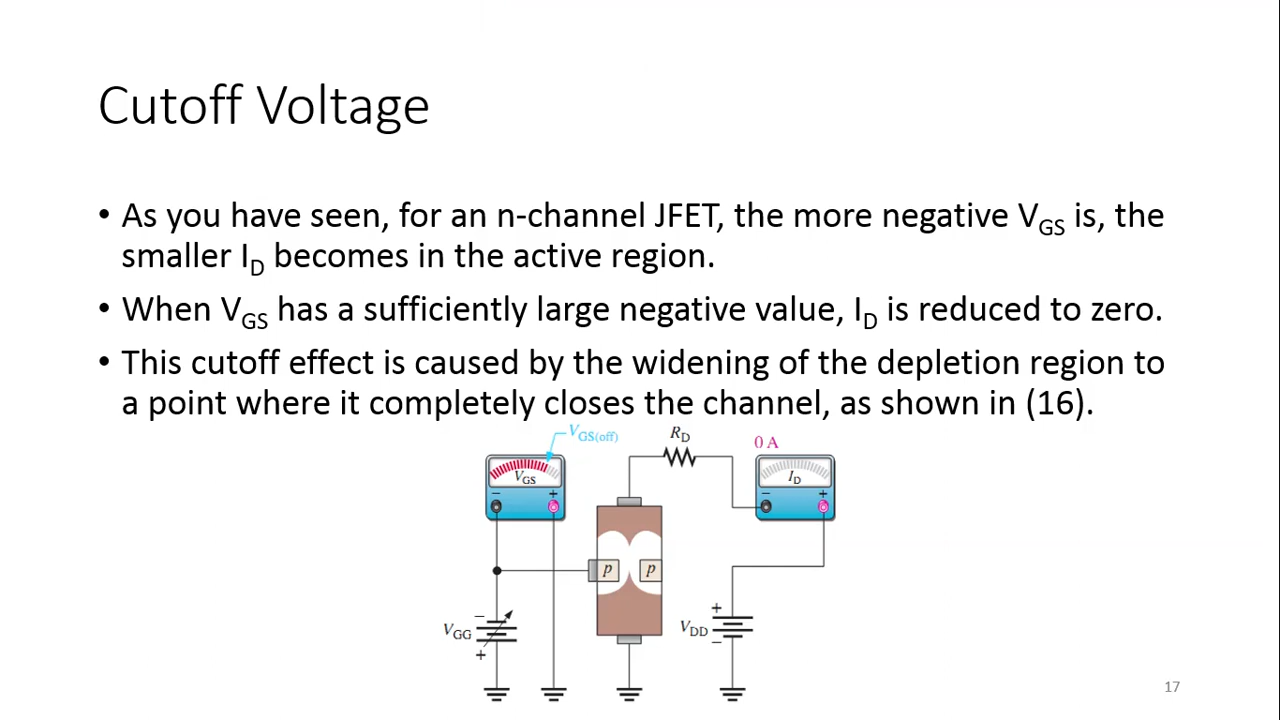 Cutoff Voltage
• As you have seen, for an n-channel JFET, the more negative VGS is, the
smaller ID becomes in the active region.
• When VGS has a sufficiently large negative value, ID is reduced to zero.
• This cutoff effect is caused by the widening of the depletion region to
a point where it completely closes the channel, as shown in (16).
VGS(off)
RD
0 A
VGS
ID
− +
− +
p p
−
VGG
+
+
VDD
−
17